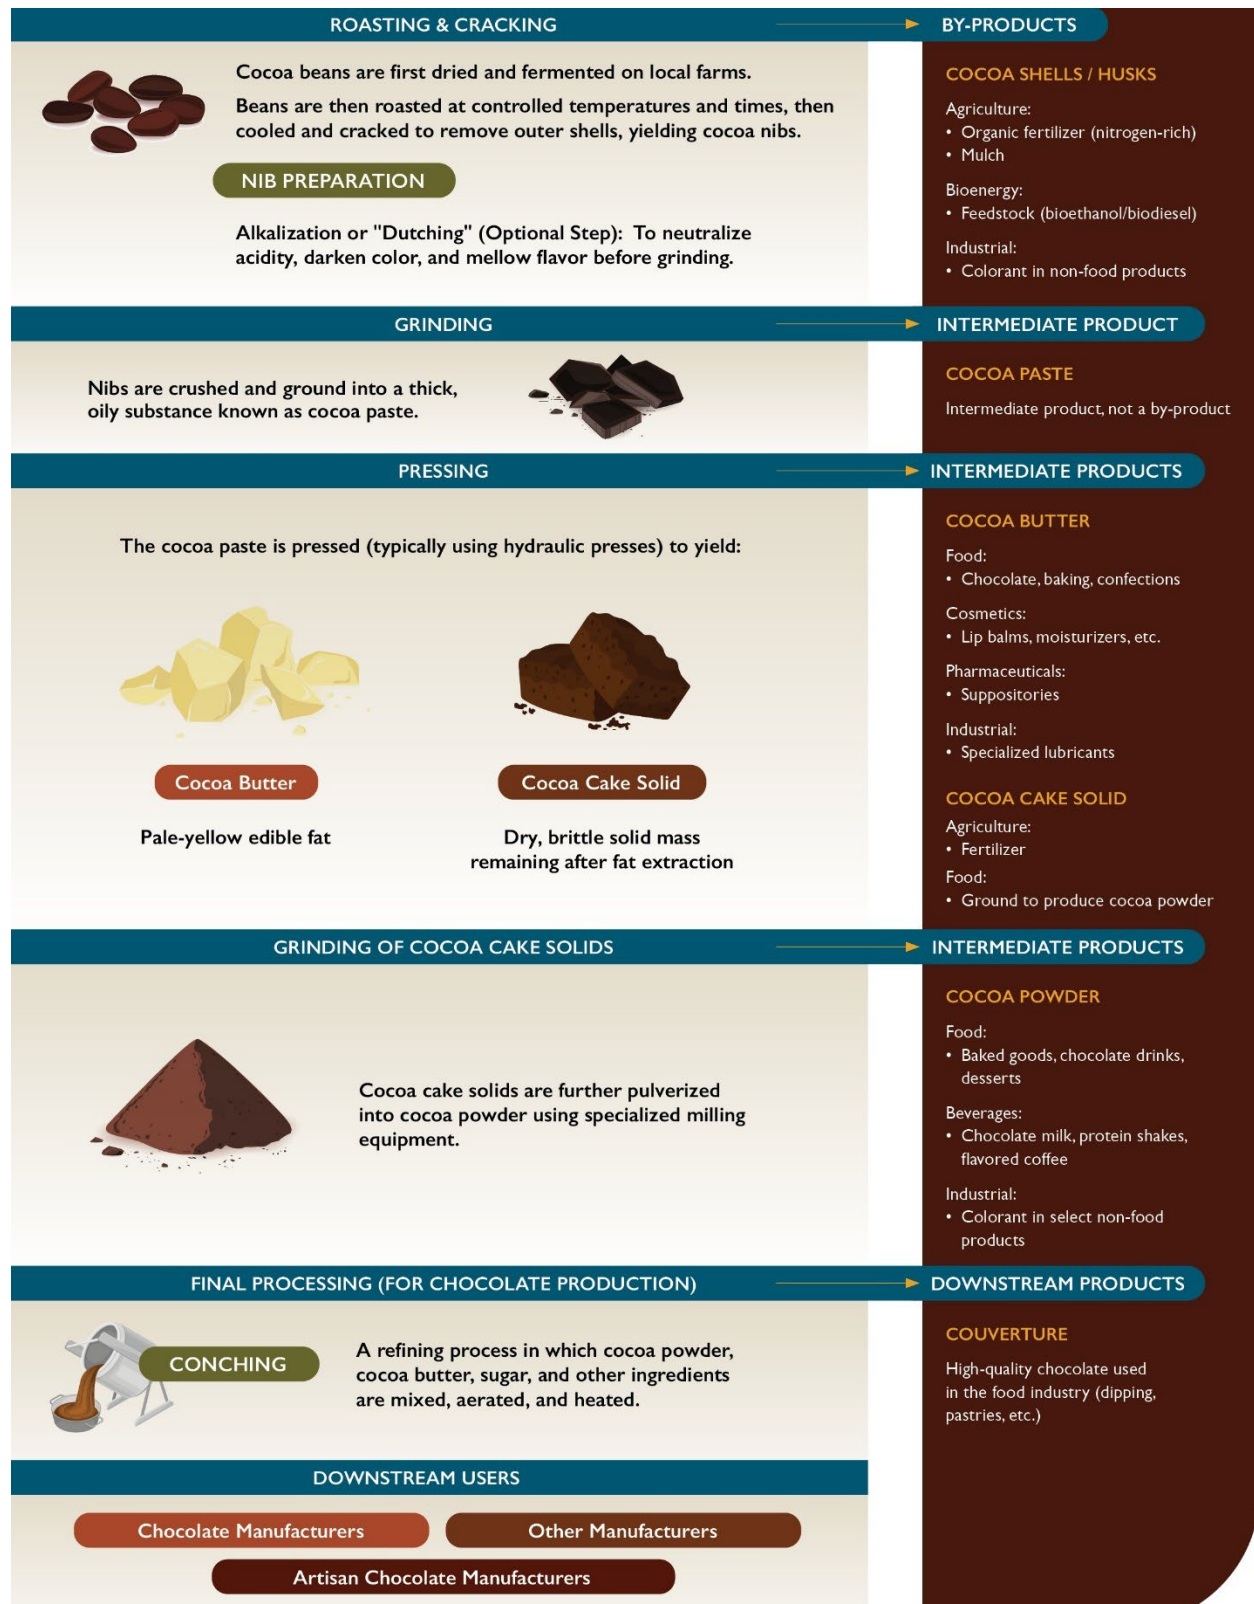 ROASTING & CRACKING
BY-PRODUCTS
Cocoa beans are first dried and fermented on local farms.
Beans are then roasted at controlled temperatures and times, then
cooled and cracked to remove outer shells, yielding cocoa nibs.
NIB PREPARATION
Alkalization or "Dutching" (Optional Step): To neutralize
acidity, darken color, and mellow flavor before grinding.
COCOA SHELLS / HUSKS
Agriculture:
• Organic fertilizer (nitrogen-rich)
• Mulch
Bioenergy:
• Feedstock (bioethanol/biodiesel)
Industrial:
• Colorant in non-food products
GRINDING
INTERMEDIATE PRODUCT
Nibs are crushed and ground into a thick,
oily substance known as cocoa paste.
COCOA PASTE
Intermediate product, not a by-product
PRESSING
INTERMEDIATE PRODUCTS
The cocoa paste is pressed (typically using hydraulic presses) to yield:
Cocoa Butter
Pale-yellow edible fat
Cocoa Cake Solid
Dry, brittle solid mass
remaining after fat extraction
COCOA BUTTER
Food:
• Chocolate, baking, confections
Cosmetics:
• Lip balms, moisturizers, etc.
Pharmaceuticals:
• Suppositories
Industrial:
• Specialized lubricants
COCOA CAKE SOLID
Agriculture:
• Fertilizer
Food:
• Ground to produce cocoa powder
GRINDING OF COCOA CAKE SOLIDS
INTERMEDIATE PRODUCTS
Cocoa cake solids are further pulverized
into cocoa powder using specialized milling
equipment.
COCOA POWDER
Food:
• Baked goods, chocolate drinks,
desserts
Beverages:
• Chocolate milk, protein shakes,
flavored coffee
Industrial:
• Colorant in select non-food
products
FINAL PROCESSING (FOR CHOCOLATE PRODUCTION)
DOWNSTREAM PRODUCTS
CONCHING
A refining process in which cocoa powder,
cocoa butter, sugar, and other ingredients
are mixed, aerated, and heated.
COUVERTURE
High-quality chocolate used
in the food industry (dipping,
pastries, etc.)
DOWNSTREAM USERS
Chocolate Manufacturers
Other Manufacturers
Artisan Chocolate Manufacturers